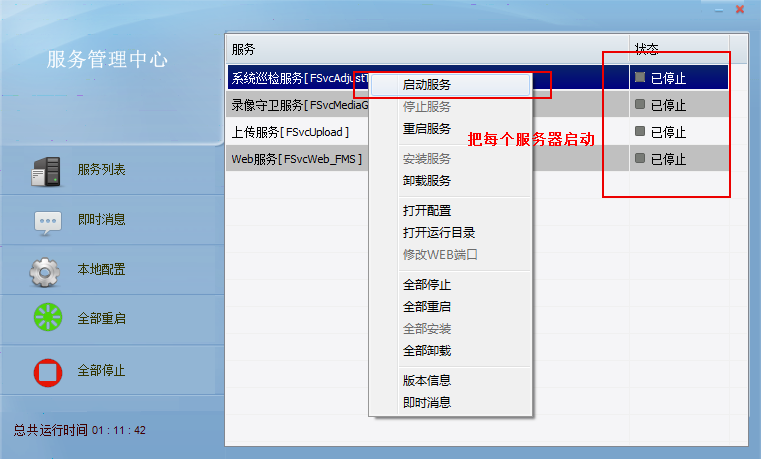 服务管理中心
服务列表
即时消息
本地配置
全部重启
全部停止
总共运行时间 01 : 11 : 42
服务 状态
系统巡检服务[ FSvcAdjust 已停止
录像守卫服务[ FSvcMediaG 已停止
上传服务[ FSvcUpload ] 已停止
Web服务[ FSvcWeb_FMS ] 已停止
启动服务
停止服务
重启服务
把每个服务器启动
安装服务
卸载服务
打开配置
打开运行目录
修改WEB端口
全部停止
全部重启
全部安装
全部卸载
版本信息
即时消息